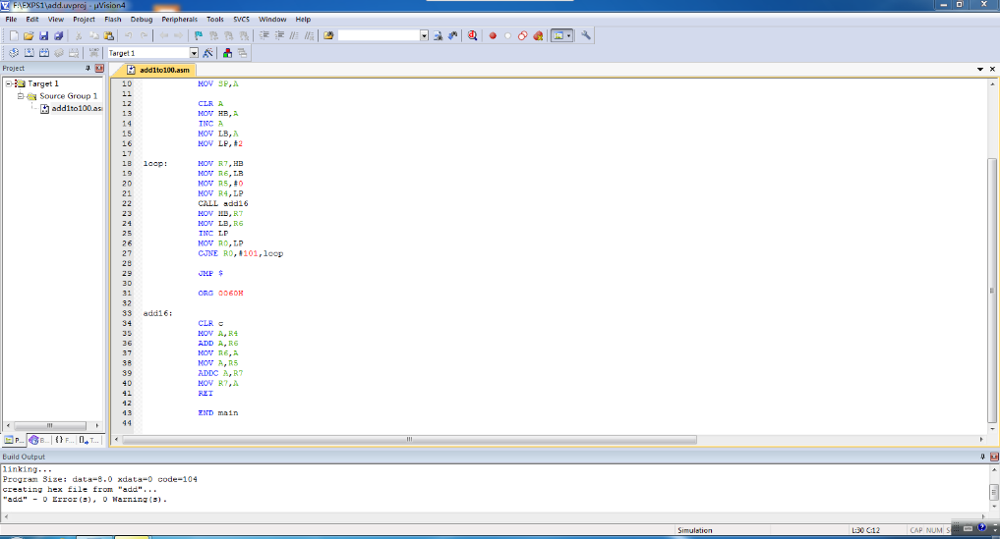 F:\EXPS1\add.uvproj - µVision4
File Edit View Project Flash Debug Peripherals Tools SVCS Window Help
Target 1
Project
add1to100.asm
Target 1
Source Group 1
add1to100.as
10 MOV SP,A
11
12 CLR A
13 MOV HB,A
14 INC A
15 MOV LB,A
16 MOV LP,#2
17
18 loop: MOV R7,HB
19 MOV R6,LB
20 MOV R5,#0
21 MOV R4,LP
22 CALL add16
23 MOV HB,R7
24 MOV LB,R6
25 INC LP
26 MOV R0,LP
27 CJNE R0,#101,loop
28
29 JMP $
30
31 ORG 0060H
32
33 add16:
34 CLR c
35 MOV A,R4
36 ADD A,R6
37 MOV R6,A
38 MOV A,R5
39 ADDC A,R7
40 MOV R7,A
41 RET
42
43 END main
44
P... B... {} F... 0. T...
Build Output
linking...
Program Size: data=8.0 xdata=0 code=104
creating hex file from "add"...
"add" - 0 Error(s), 0 Warning(s).
Simulation L:30 C:12 CAP NUM